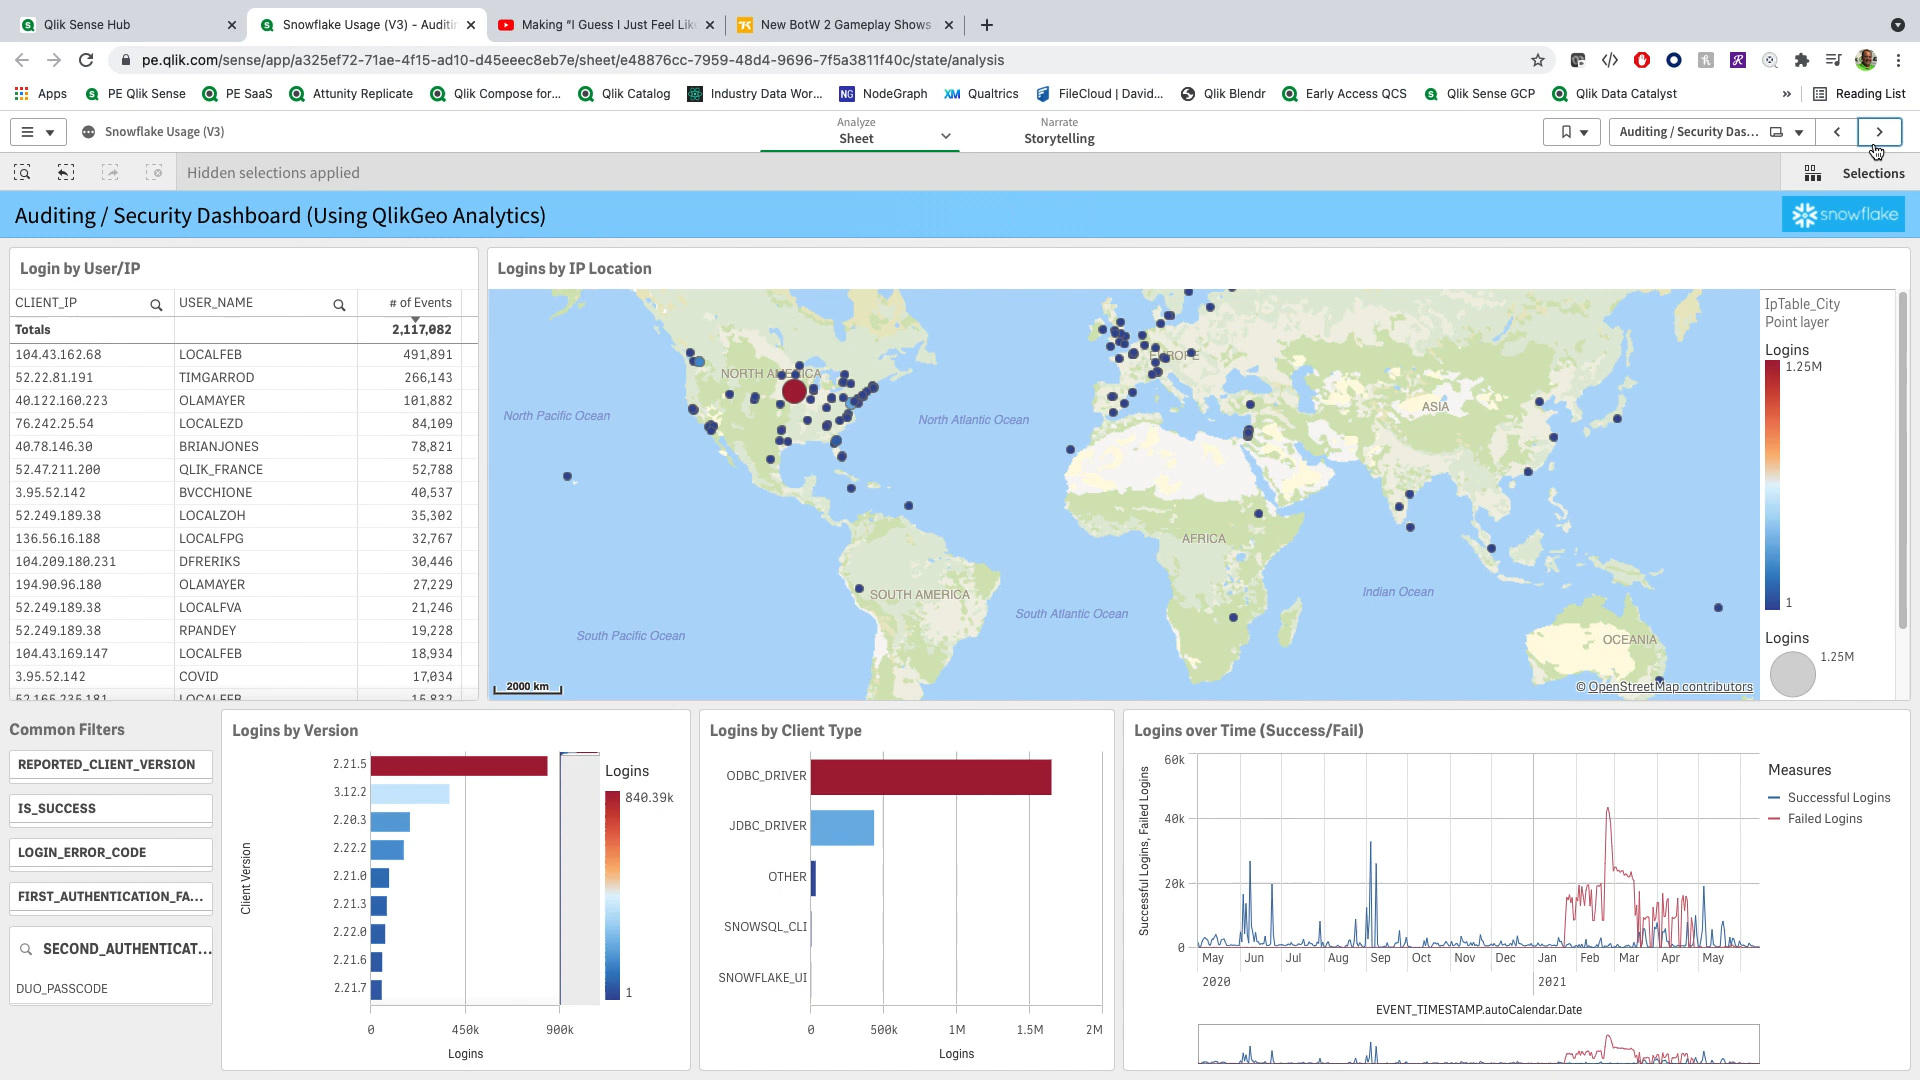 Qlik Sense Hub
Snowflake Usage (V3) - Auditin
Making "I Guess I Just Feel Lik
New BotW 2 Gameplay Shows
pe.qlik.com/sense/app/a325ef72-71ae-4f15-ad10-d45eeec8eb7e/sheet/e48876cc-7959-48d4-9696-7f5a3811f40c/state/analysis
Apps
PE Qlik Sense
PE SaaS
Attunity Replicate
Qlik Compose for...
Qlik Catalog
Industry Data Wor...
NodeGraph
Qualtrics
FileCloud | David...
Qlik Blendr
Early Access QCS
Qlik Sense GCP
Qlik Data Catalyst
Reading List
Snowflake Usage (V3)
Analyze
Sheet
Narrate
Storytelling
Auditing / Security Das...
Hidden selections applied
Selections
Auditing / Security Dashboard (Using QlikGeo Analytics)
snowflake
Login by User/IP
CLIENT_IP USER_NAME # of Events
Totals 2,117,082
104.43.162.68 LOCALFEB 491,891
52.22.81.191 TIMGARROD 266,143
40.122.160.223 OLAMAYER 101,882
76.242.25.54 LOCALEZD 84,109
40.78.146.30 BRIANJONES 78,821
52.47.211.200 QLIK_FRANCE 52,788
3.95.52.142 BVCCHIONE 40,537
52.249.189.38 LOCALZOH 35,302
136.56.16.188 LOCALFPG 32,767
104.209.180.231 DFRERIKS 30,446
194.90.96.180 OLAMAYER 27,229
52.249.189.38 LOCALFVA 21,246
52.249.189.38 RPANDEY 19,228
104.43.169.147 LOCALFEB 18,934
3.95.52.142 COVID 17,034
52.165.235.181 LOCALFEB 15,832
Logins by IP Location
NORTH AMERICA
EUROPE
ASIA
North Pacific Ocean
North Atlantic Ocean
AFRICA
SOUTH AMERICA
Indian Ocean
South Atlantic Ocean
South Pacific Ocean
OCEANIA
2000 km
© OpenStreetMap contributors
IpTable_City
Point layer
Logins
1.25M
1
Logins
1.25M
Common Filters
REPORTED_CLIENT_VERSION
IS_SUCCESS
LOGIN_ERROR_CODE
FIRST_AUTHENTICATION_FA...
SECOND_AUTHENTICAT...
DUO_PASSCODE
Logins by Version
Client Version
2.21.5
3.12.2
2.20.3
2.22.2
2.21.0
2.21.3
2.22.0
2.21.6
2.21.7
0 450k 900k
Logins
Logins
840.39k
1
Logins by Client Type
ODBC_DRIVER
JDBC_DRIVER
OTHER
SNOWSQL_CLI
SNOWFLAKE_UI
0 500k 1M 1.5M 2M
Logins
Logins over Time (Success/Fail)
Successful Logins, Failed Logins
60k
40k
20k
0
May Jun Jul Aug Sep Oct Nov Dec Jan Feb Mar Apr May
2020 2021
EVENT_TIMESTAMP.autoCalendar.Date
Measures
Successful Logins
Failed Logins